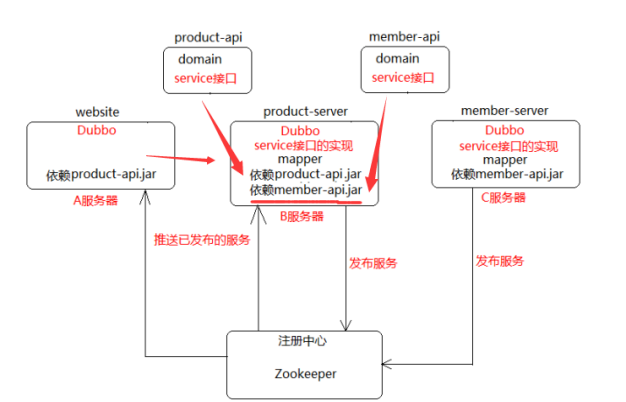 product-api
domain
service接口
member-api
domain
service接口
website
Dubbo
依赖product-api.jar
A服务器
product-server
Dubbo
service接口的实现
mapper
依赖product-api.jar
依赖member-api.jar
B服务器
member-server
Dubbo
service接口的实现
mapper
依赖member-api.jar
C服务器
推送已发布的服务
发布服务
发布服务
注册中心
Zookeeper